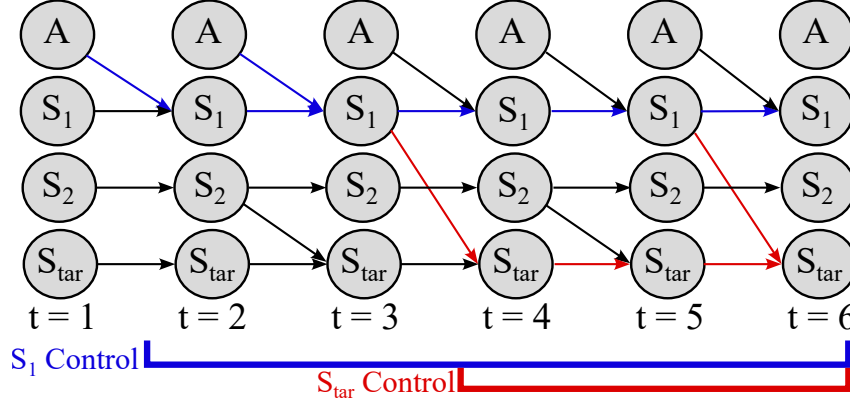 A A A A A A
S₁ S₁ S₁ S₁ S₁ S₁
S₂ S₂ S₂ S₂ S₂ S₂
Sₜₐᵣ Sₜₐᵣ Sₜₐᵣ Sₜₐᵣ Sₜₐᵣ Sₜₐᵣ
t = 1 t = 2 t = 3 t = 4 t = 5 t = 6
S₁ Control
Sₜₐᵣ Control